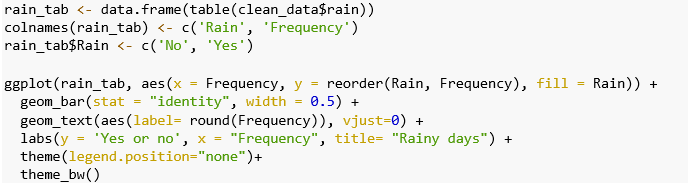 rain_tab <- data.frame(table(clean_data$rain))
colnames(rain_tab) <- c('Rain', 'Frequency')
rain_tab$Rain <- c('No', 'Yes')

ggplot(rain_tab, aes(x = Frequency, y = reorder(Rain, Frequency), fill = Rain)) +
  geom_bar(stat = "identity", width = 0.5) +
  geom_text(aes(label= round(Frequency)), vjust=0) +
  labs(y = 'Yes or no', x = "Frequency", title= "Rainy days") +
  theme(legend.position="none")+
  theme_bw()